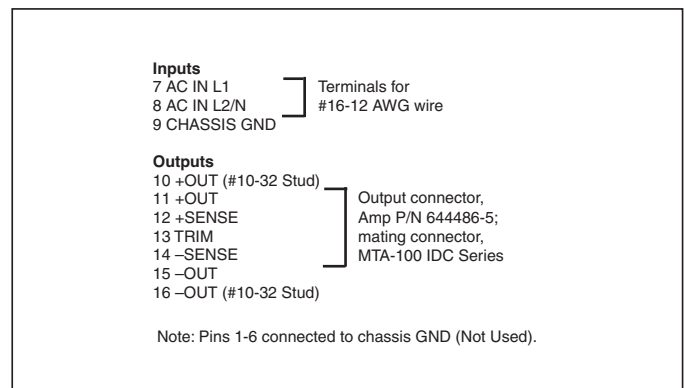 Inputs
7 AC IN L1
8 AC IN L2/N
9 CHASSIS GND
Terminals for
#16-12 AWG wire
Outputs
10 +OUT (#10-32 Stud)
11 +OUT
12 +SENSE
13 TRIM
14 –SENSE
15 –OUT
16 –OUT (#10-32 Stud)
Output connector,
Amp P/N 644486-5;
mating connector,
MTA-100 IDC Series
Note: Pins 1-6 connected to chassis GND (Not Used).